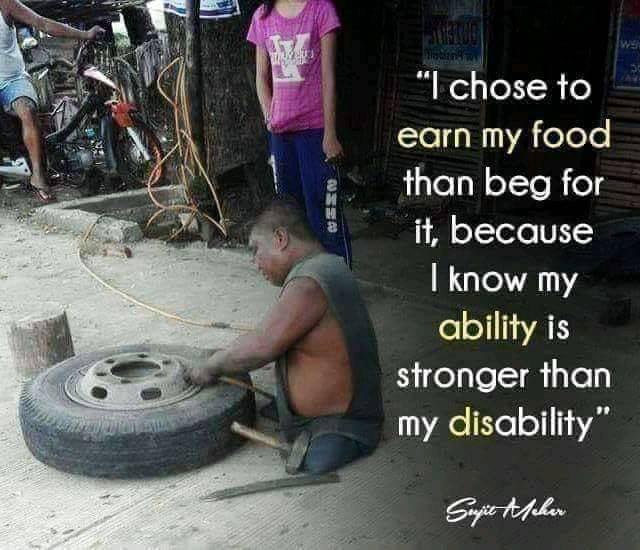 “I chose to
earn my food
than beg for
it, because
I know my
ability is
stronger than
my disability”
Sujit Meher
SNHS